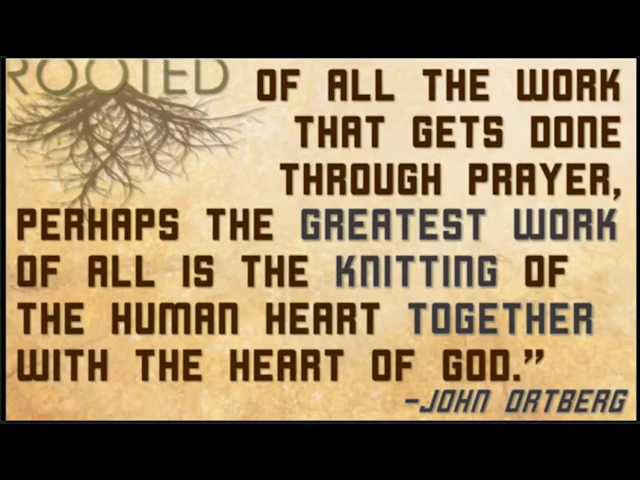 ROOTED
OF ALL THE WORK
THAT GETS DONE
THROUGH PRAYER,
PERHAPS THE GREATEST WORK
OF ALL IS THE KNITTING OF
THE HUMAN HEART TOGETHER
WITH THE HEART OF GOD.”
-JOHN ORTBERG